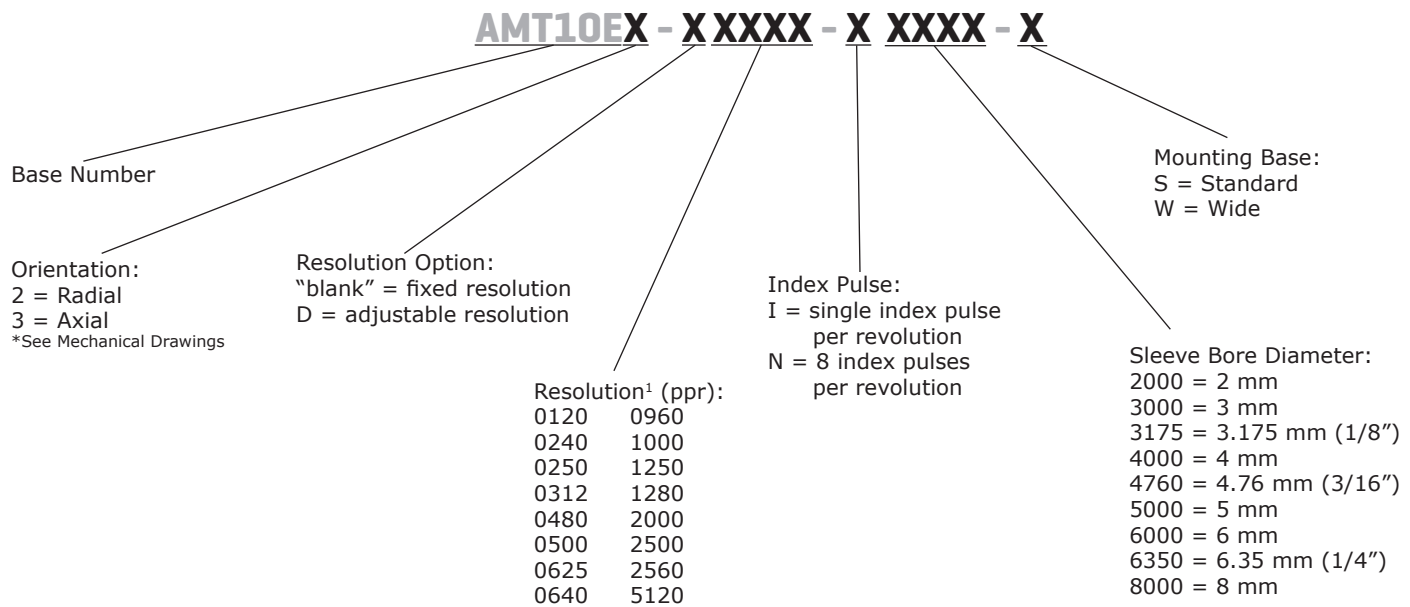 AMT10EX - X XXXX - X XXXX - X
Base Number
Orientation:
2 = Radial
3 = Axial
*See Mechanical Drawings
Resolution Option:
“blank” = fixed resolution
D = adjustable resolution
Resolution¹ (ppr):
0120 0960
0240 1000
0250 1250
0312 1280
0480 2000
0500 2500
0625 2560
0640 5120
Index Pulse:
I = single index pulse
per revolution
N = 8 index pulses
per revolution
Mounting Base:
S = Standard
W = Wide
Sleeve Bore Diameter:
2000 = 2 mm
3000 = 3 mm
3175 = 3.175 mm (1/8”)
4000 = 4 mm
4760 = 4.76 mm (3/16”)
5000 = 5 mm
6000 = 6 mm
6350 = 6.35 mm (1/4”)
8000 = 8 mm